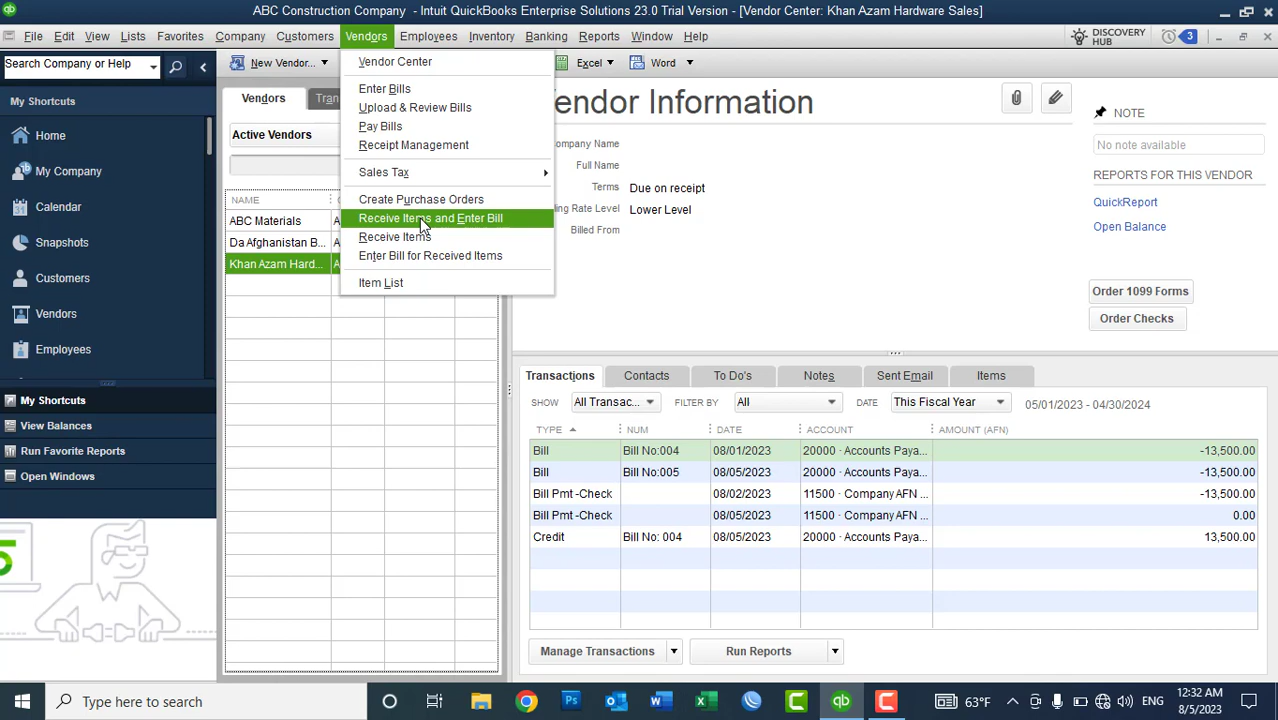 ABC Construction Company - Intuit QuickBooks Enterprise Solutions 23.0 Trial Version - [Vendor Center: Khan Azam Hardware Sales]
File Edit View Lists Favorites Company Customers Vendors Employees Inventory Banking Reports Window Help
DISCOVERY HUB 3
Search Company or Help
New Vendor...
Excel
Word
My Shortcuts
Home
My Company
Calendar
Snapshots
Customers
Vendors
Employees
My Shortcuts
View Balances
Run Favorite Reports
Open Windows
Vendors
Active Vendors
NAME
ABC Materials
Da Afghanistan B...
Khan Azam Hard...
Vendor Center
Enter Bills
Upload & Review Bills
Pay Bills
Receipt Management
Sales Tax
Create Purchase Orders
Receive Items and Enter Bill
Receive Items
Enter Bill for Received Items
Item List
Information
Full Name
Terms Due on receipt
Lower Level
Billed From
NOTE
No note available
REPORTS FOR THIS VENDOR
QuickReport
Open Balance
Order 1099 Forms
Order Checks
Transactions Contacts To Do's Notes Sent Email Items
SHOW All Transac... FILTER BY All DATE This Fiscal Year 05/01/2023 - 04/30/2024
TYPE NUM DATE ACCOUNT AMOUNT (AFN)
Bill Bill No:004 08/01/2023 20000 · Accounts Paya... -13,500.00
Bill Bill No:005 08/05/2023 20000 · Accounts Paya... -13,500.00
Bill Pmt -Check 08/02/2023 11500 · Company AFN ... -13,500.00
Bill Pmt -Check 08/05/2023 11500 · Company AFN ... 0.00
Credit Bill No: 004 08/05/2023 20000 · Accounts Paya... 13,500.00
Manage Transactions Run Reports
Type here to search
63°F
ENG
12:32 AM
8/5/2023